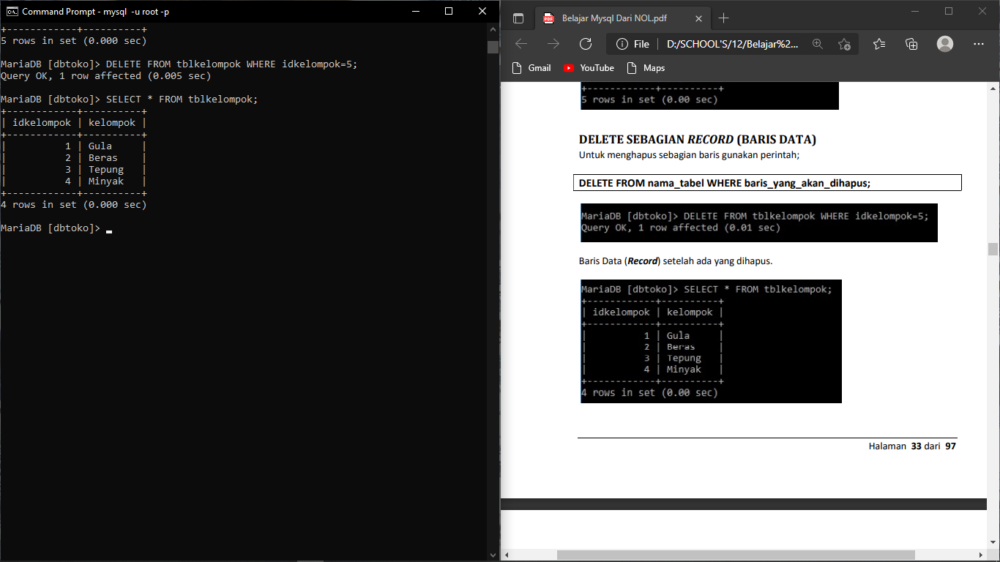 Command Prompt - mysql  -u root -p
+------------+----------+
5 rows in set (0.000 sec)
MariaDB [dbtoko]> DELETE FROM tblkelompok WHERE idkelompok=5;
Query OK, 1 row affected (0.005 sec)
MariaDB [dbtoko]> SELECT * FROM tblkelompok;
+------------+----------+
| idkelompok | kelompok |
+------------+----------+
|          1 | Gula     |
|          2 | Beras    |
|          3 | Tepung   |
|          4 | Minyak   |
+------------+----------+
4 rows in set (0.000 sec)
MariaDB [dbtoko]>
Belajar Mysql Dari NOL.pdf
File
D:/SCHOOL'S/12/Belajar%2...
Gmail
YouTube
Maps
+------------+----------+
5 rows in set (0.00 sec)
DELETE SEBAGIAN RECORD (BARIS DATA)
Untuk menghapus sebagian baris gunakan perintah;
DELETE FROM nama_tabel WHERE baris_yang_akan_dihapus;
MariaDB [dbtoko]> DELETE FROM tblkelompok WHERE idkelompok=5;
Query OK, 1 row affected (0.01 sec)
Baris Data (Record) setelah ada yang dihapus.
MariaDB [dbtoko]> SELECT * FROM tblkelompok;
+------------+----------+
| idkelompok | kelompok |
+------------+----------+
|          1 | Gula     |
|          2 | Beras    |
|          3 | Tepung   |
|          4 | Minyak   |
+------------+----------+
4 rows in set (0.00 sec)
Halaman 33 dari 97